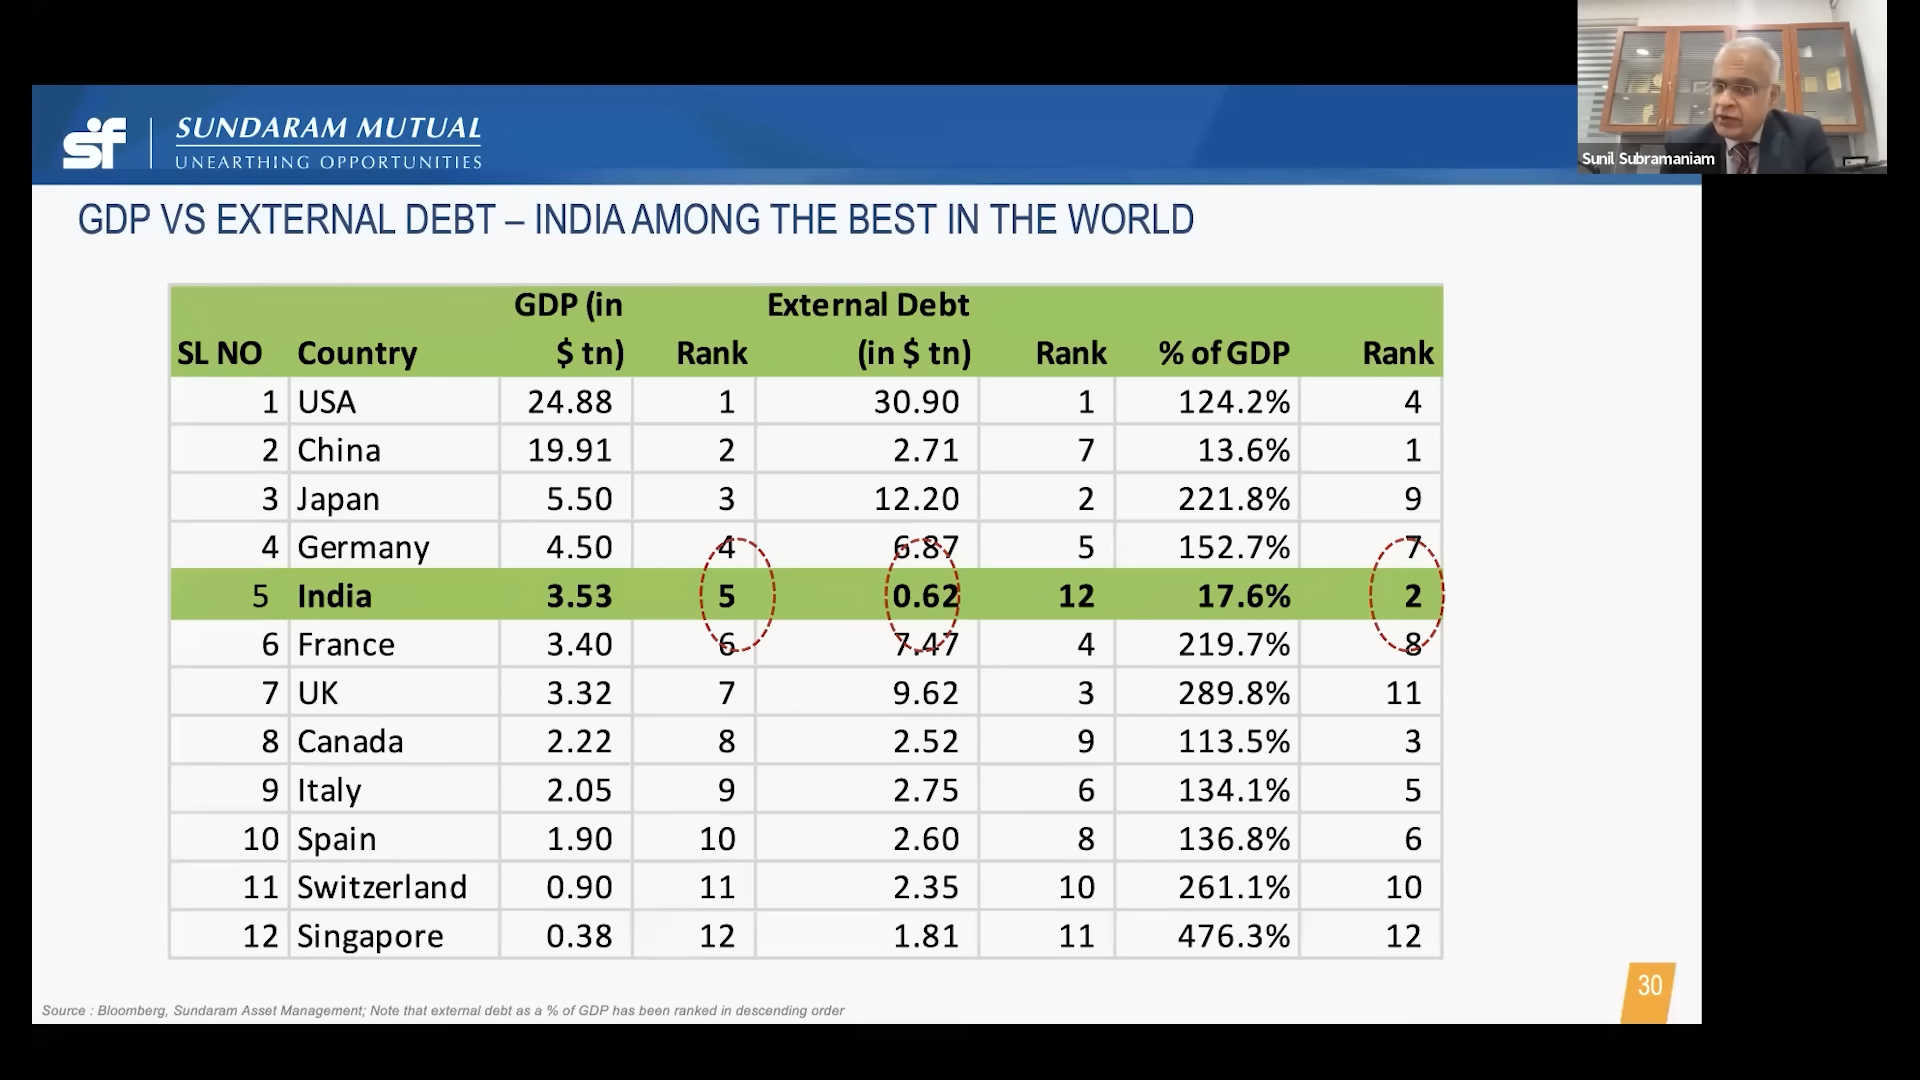 Sunil Subramaniam
sf
SUNDARAM MUTUAL
UNEARTHING OPPORTUNITIES
GDP VS EXTERNAL DEBT – INDIA AMONG THE BEST IN THE WORLD
SL NO Country GDP (in $ tn) Rank External Debt (in $ tn) Rank % of GDP Rank
1 USA 24.88 1 30.90 1 124.2% 4
2 China 19.91 2 2.71 7 13.6% 1
3 Japan 5.50 3 12.20 2 221.8% 9
4 Germany 4.50 4 6.87 5 152.7% 7
5 India 3.53 5 0.62 12 17.6% 2
6 France 3.40 6 7.47 4 219.7% 8
7 UK 3.32 7 9.62 3 289.8% 11
8 Canada 2.22 8 2.52 9 113.5% 3
9 Italy 2.05 9 2.75 6 134.1% 5
10 Spain 1.90 10 2.60 8 136.8% 6
11 Switzerland 0.90 11 2.35 10 261.1% 10
12 Singapore 0.38 12 1.81 11 476.3% 12
30
Source : Bloomberg, Sundaram Asset Management; Note that external debt as a % of GDP has been ranked in descending order